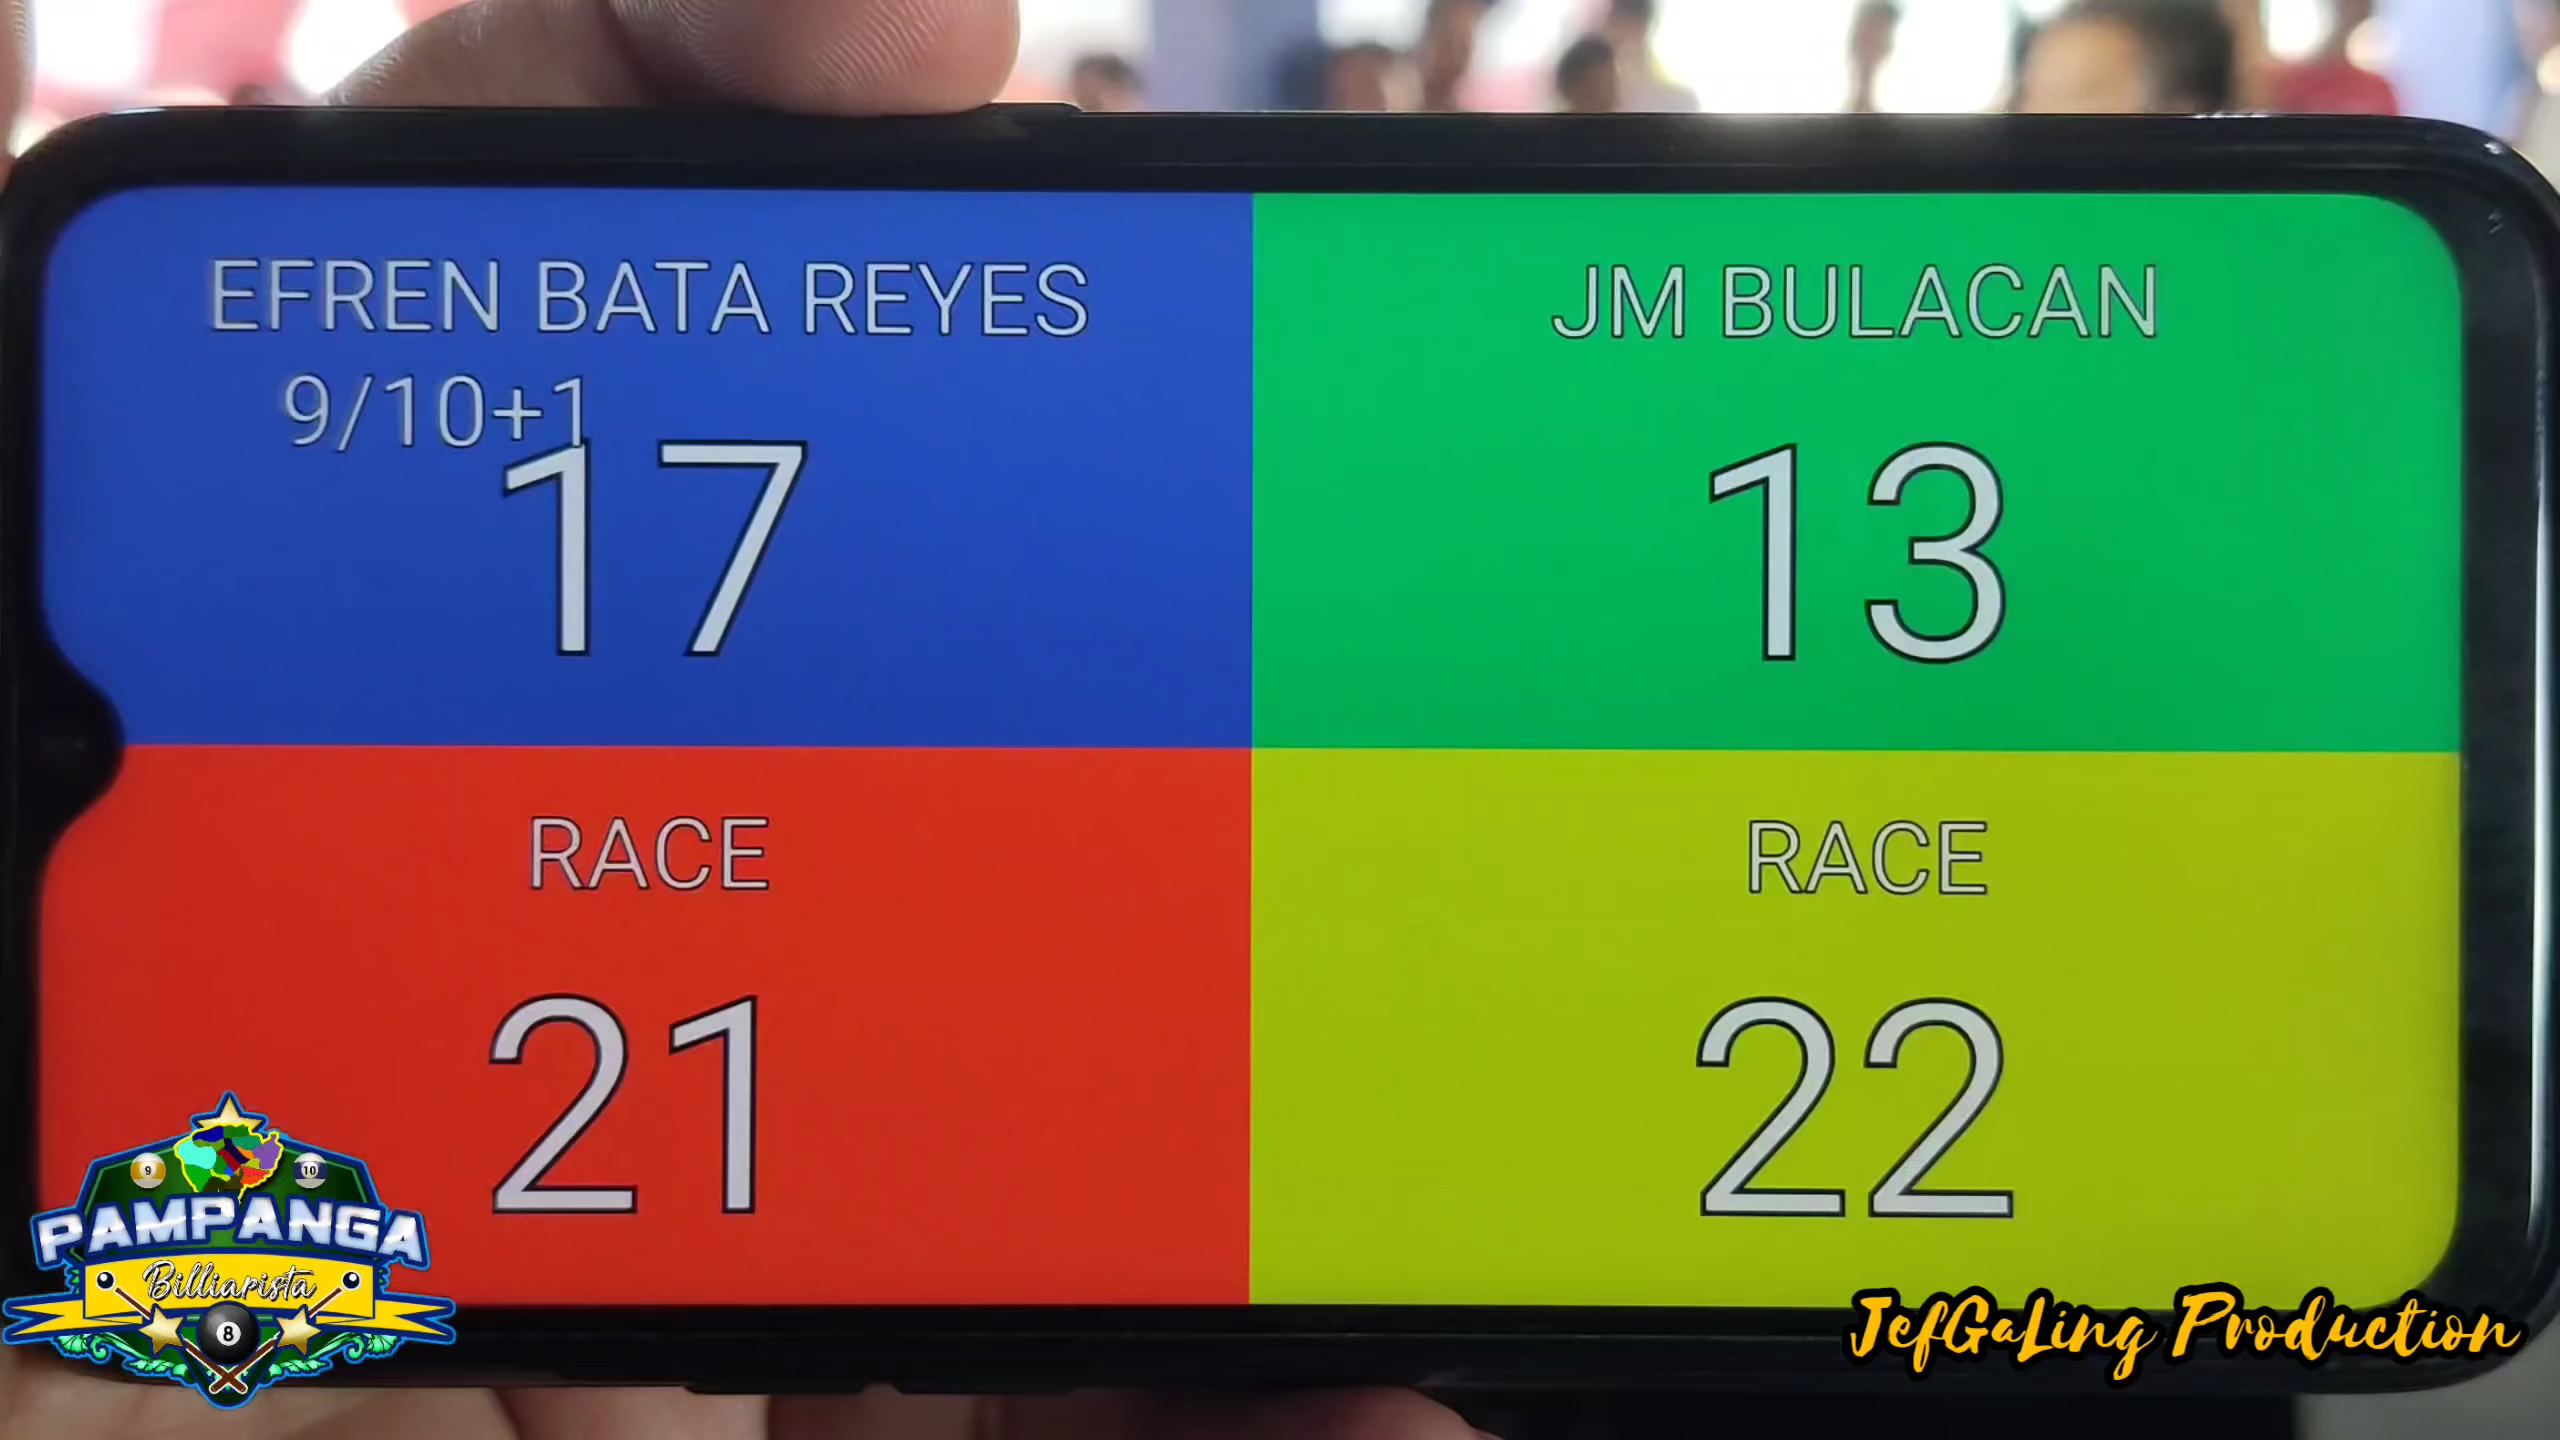 EFREN BATA REYES
9/10+1
17
JM BULACAN
13
RACE
21
RACE
22
9
10
PAMPANGA
Billiarista
8
JefGaLing Production